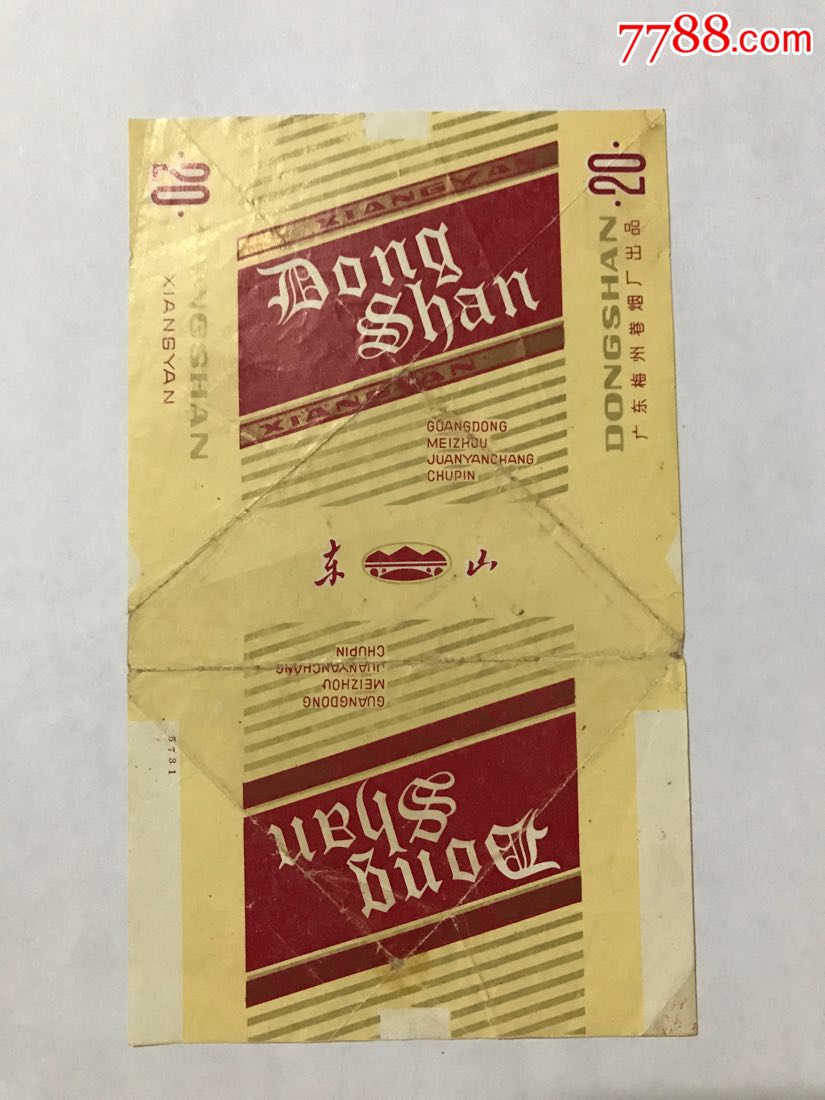 7788.com
·20·
XIANGYAN
DONGSHAN
XIANGYAN
Dong
Shan
XIANGYAN
GUANGDONG
MEIZHOU
JUANYANCHANG
CHUPIN
·20·
DONGSHAN
广东梅州卷烟厂出品
东 山
GUANGDONG
MEIZHOU
JUANYANCHANG
CHUPIN
Dong
Shan
5731